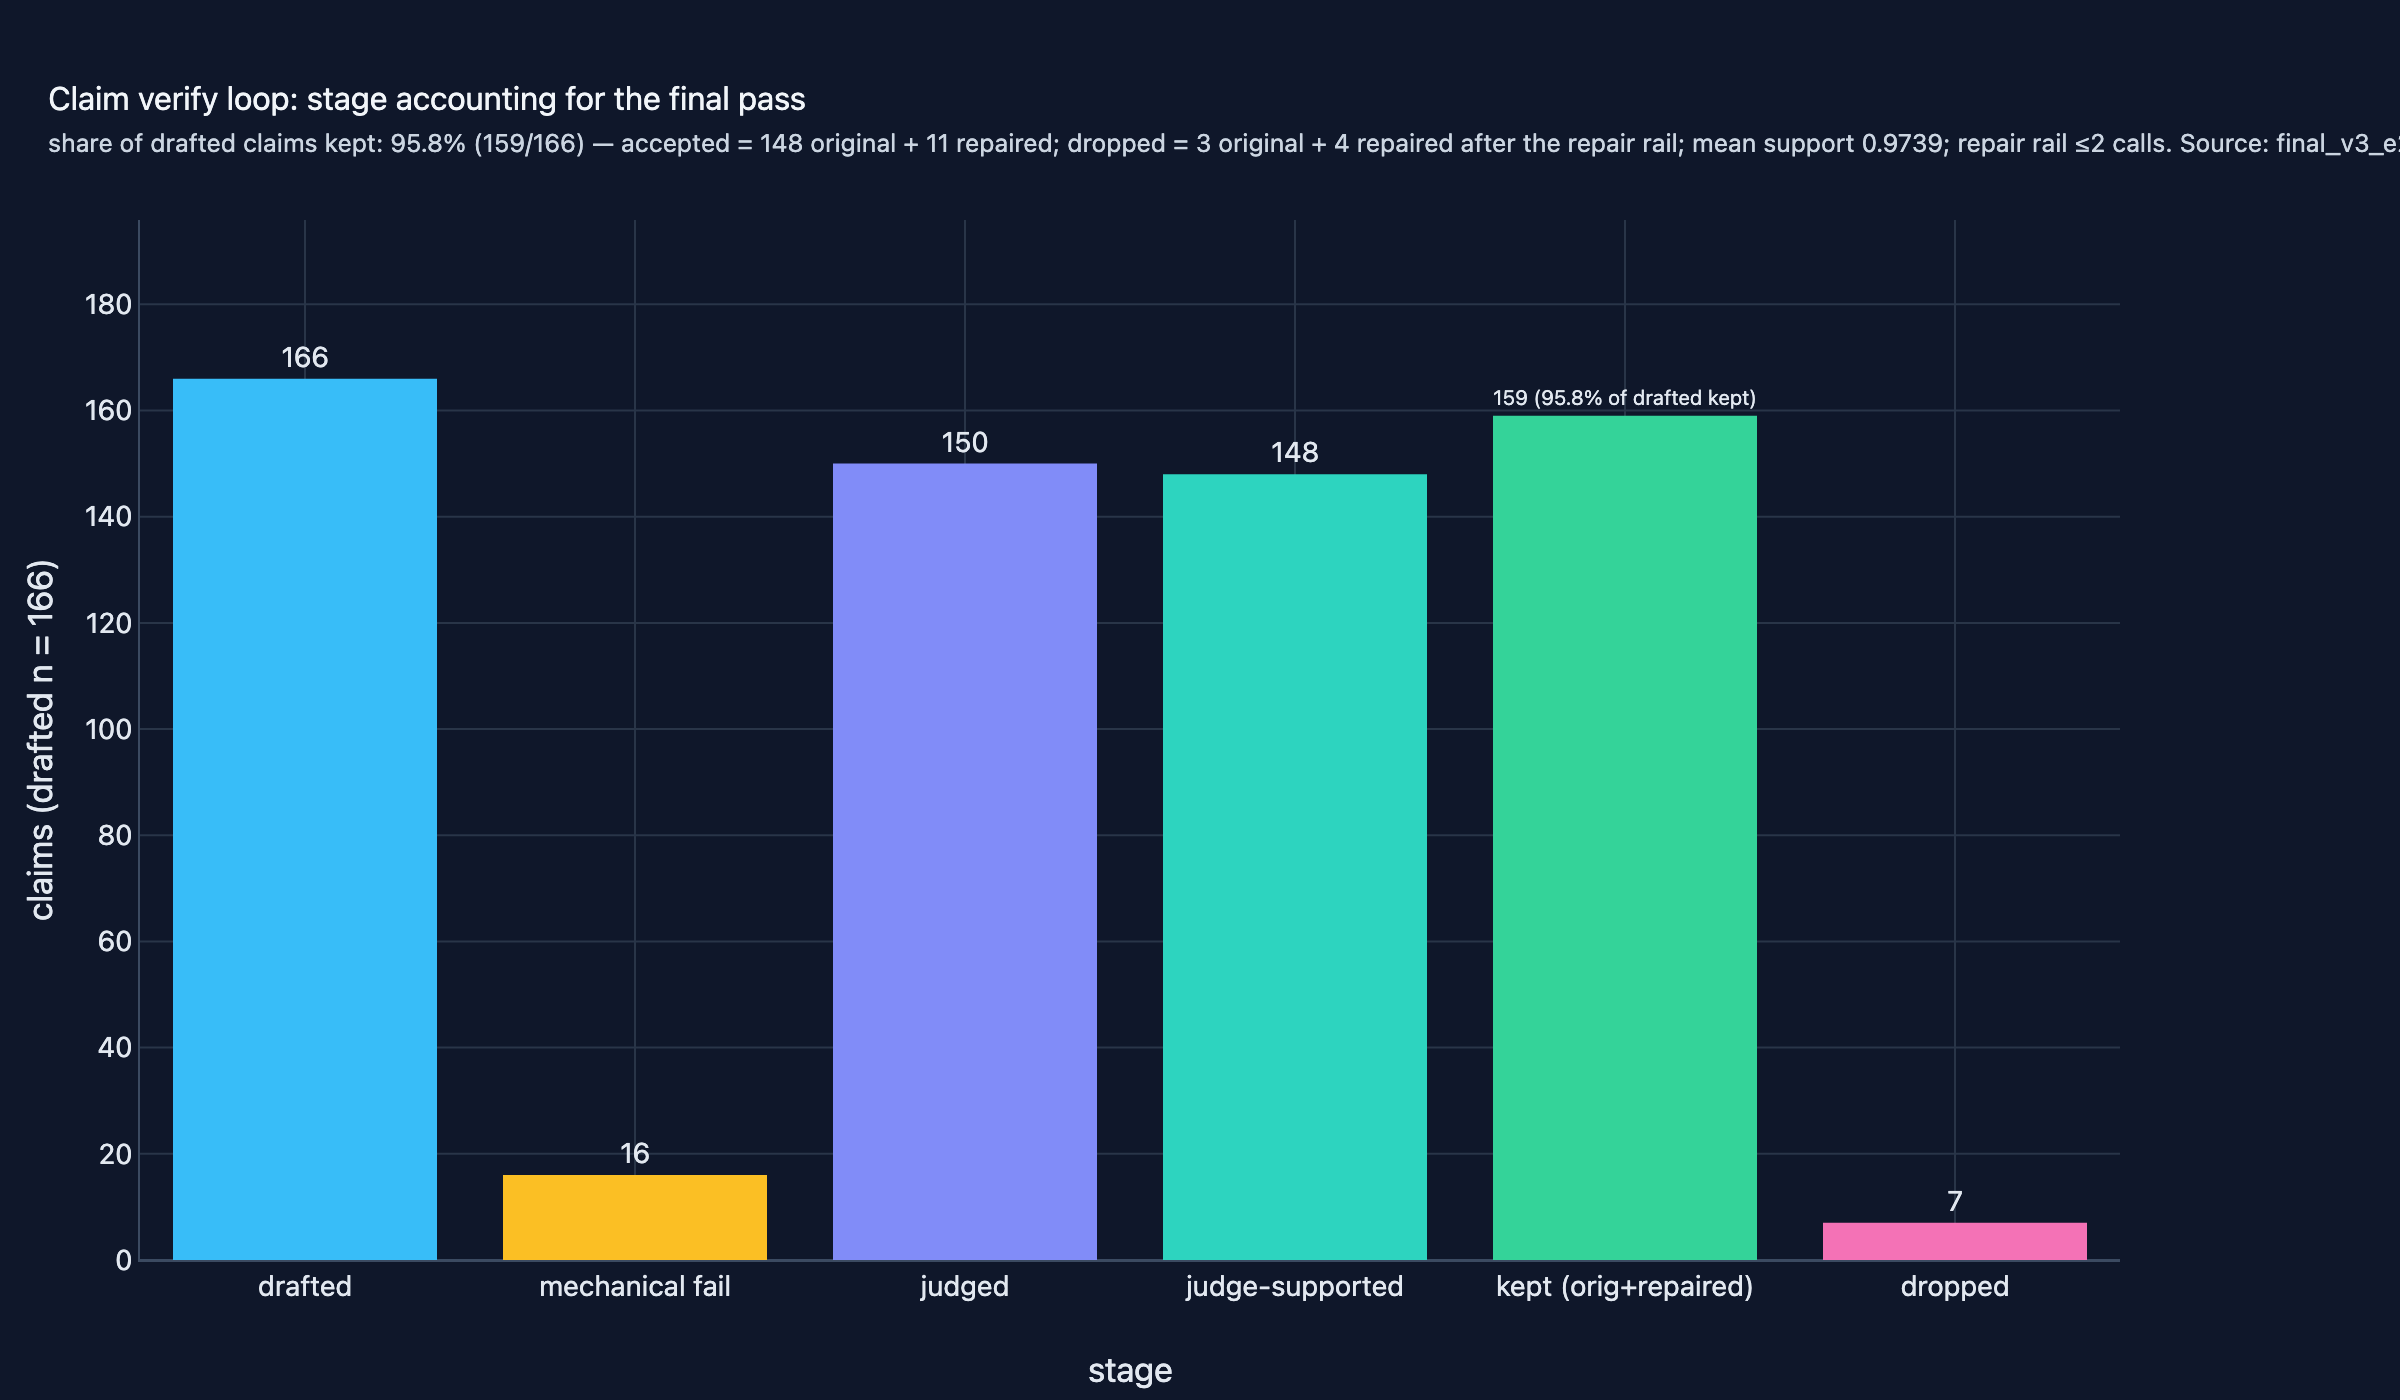 Claim verify loop: stage accounting for the final pass
share of drafted claims kept: 95.8% (159/166) — accepted = 148 original + 11 repaired; dropped = 3 original + 4 repaired after the repair rail; mean support 0.9739; repair rail ≤2 calls. Source:
claims (drafted n = 166)
180
160
140
120
100
80
60
40
20
0
166
16
150
148
159 (95.8% of drafted kept)
7
drafted
mechanical fail
judged
judge-supported
kept (orig+repaired)
dropped
stage